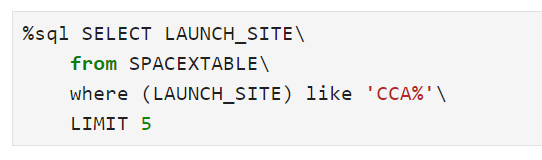 %sql SELECT LAUNCH_SITE\
    from SPACEXTABLE\
    where (LAUNCH_SITE) like 'CCA%'\
    LIMIT 5